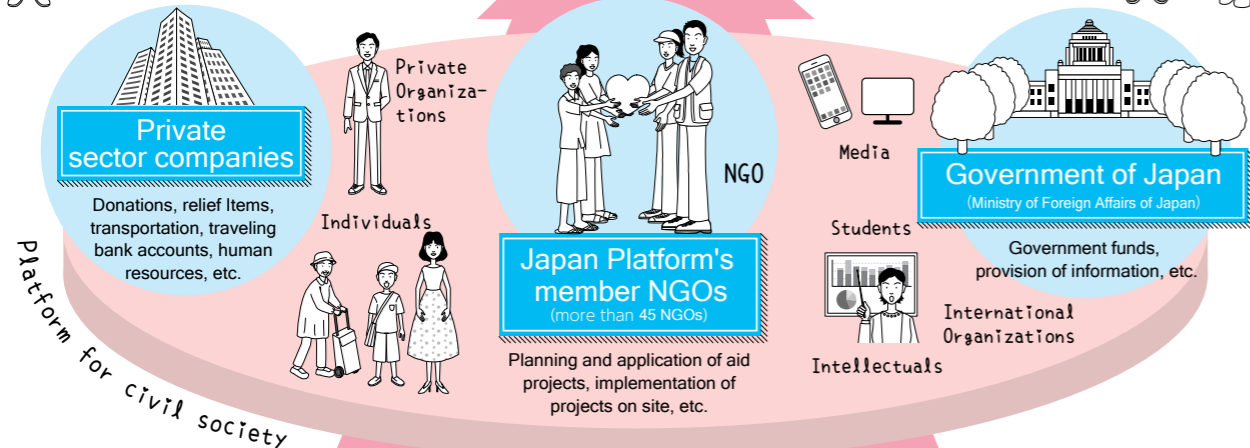 Private
sector companies
Donations, relief Items,
transportation, traveling
bank accounts, human
resources, etc.
Private
Organiza-
tions
Individuals
NGO
Japan Platform's
member NGOs
(more than 45 NGOs)
Planning and application of aid
projects, implementation of
projects on site, etc.
Media
Students
Intellectuals
International
Organizations
Government of Japan
(Ministry of Foreign Affairs of Japan)
Government funds,
provision of information, etc.
Platform for civil society